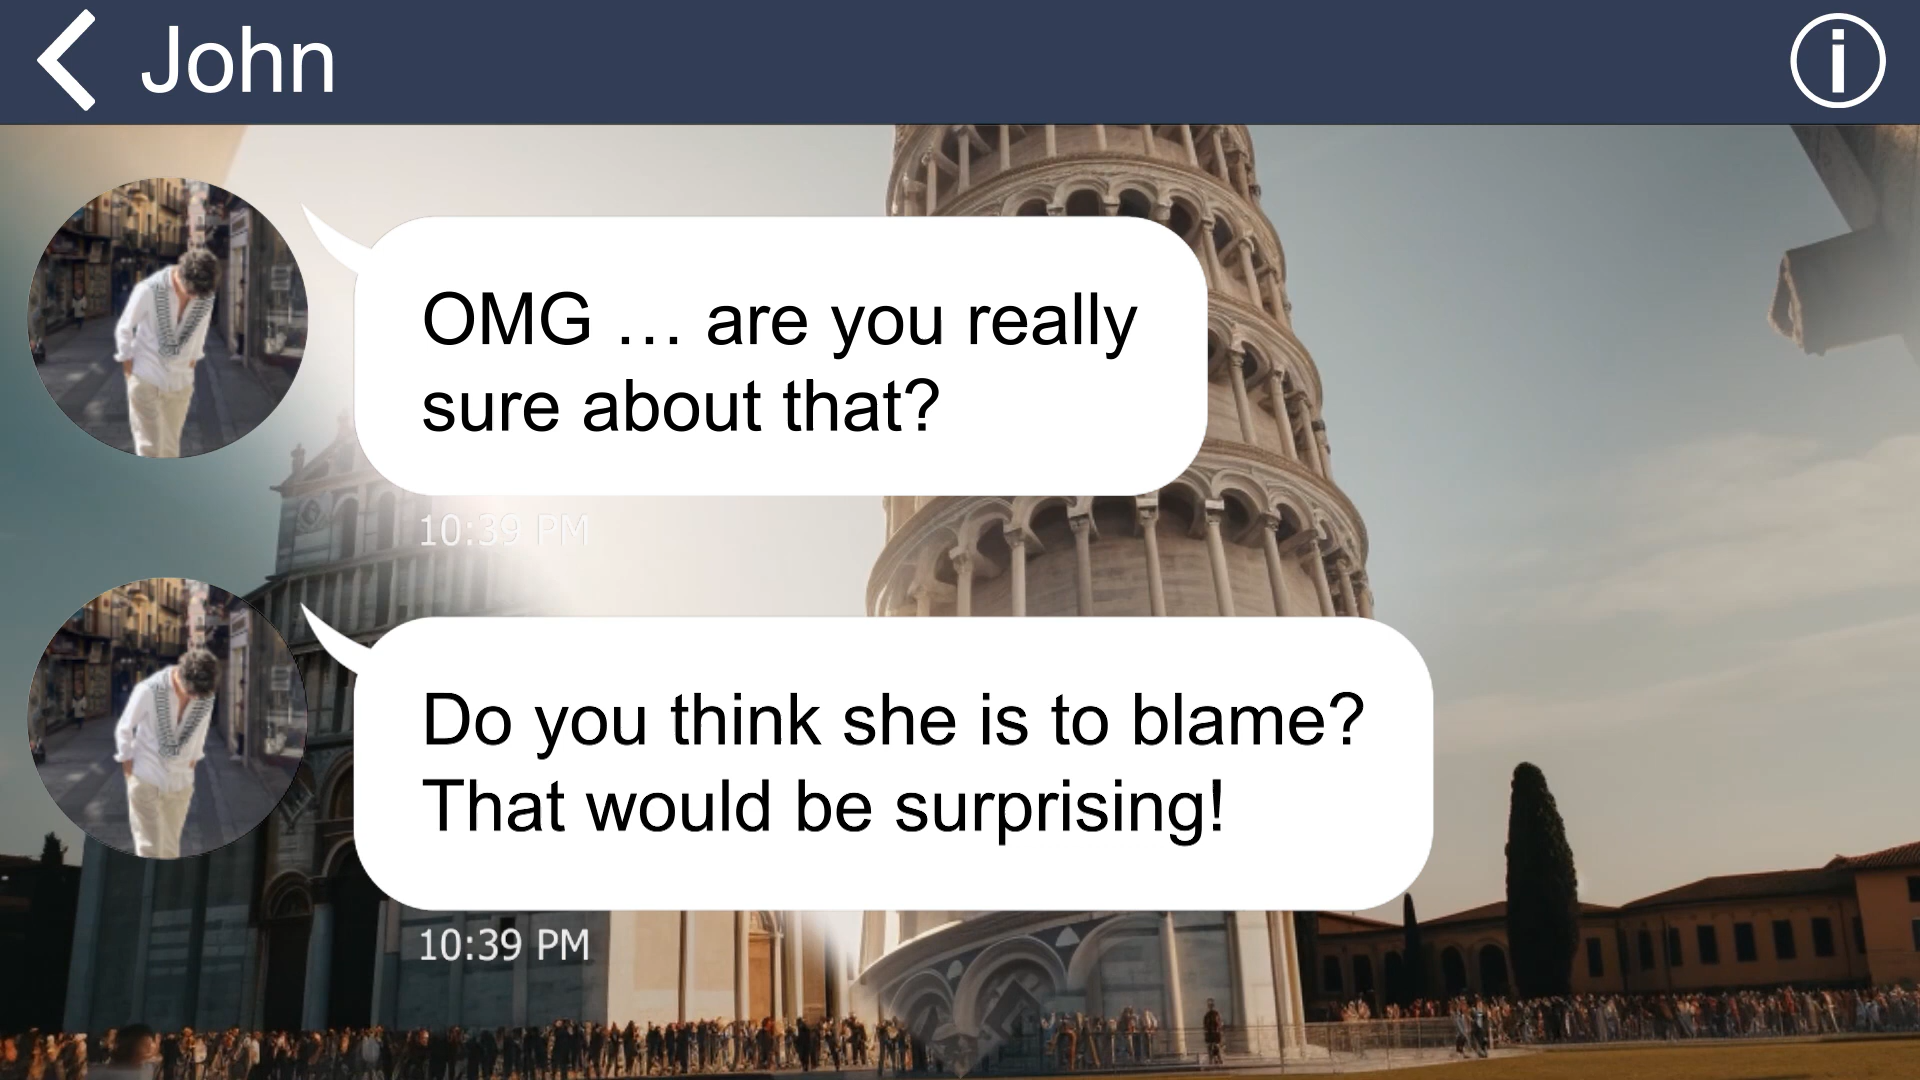 John
OMG … are you really
sure about that?
10:39 PM
Do you think she is to blame?
That would be surprising!
10:39 PM